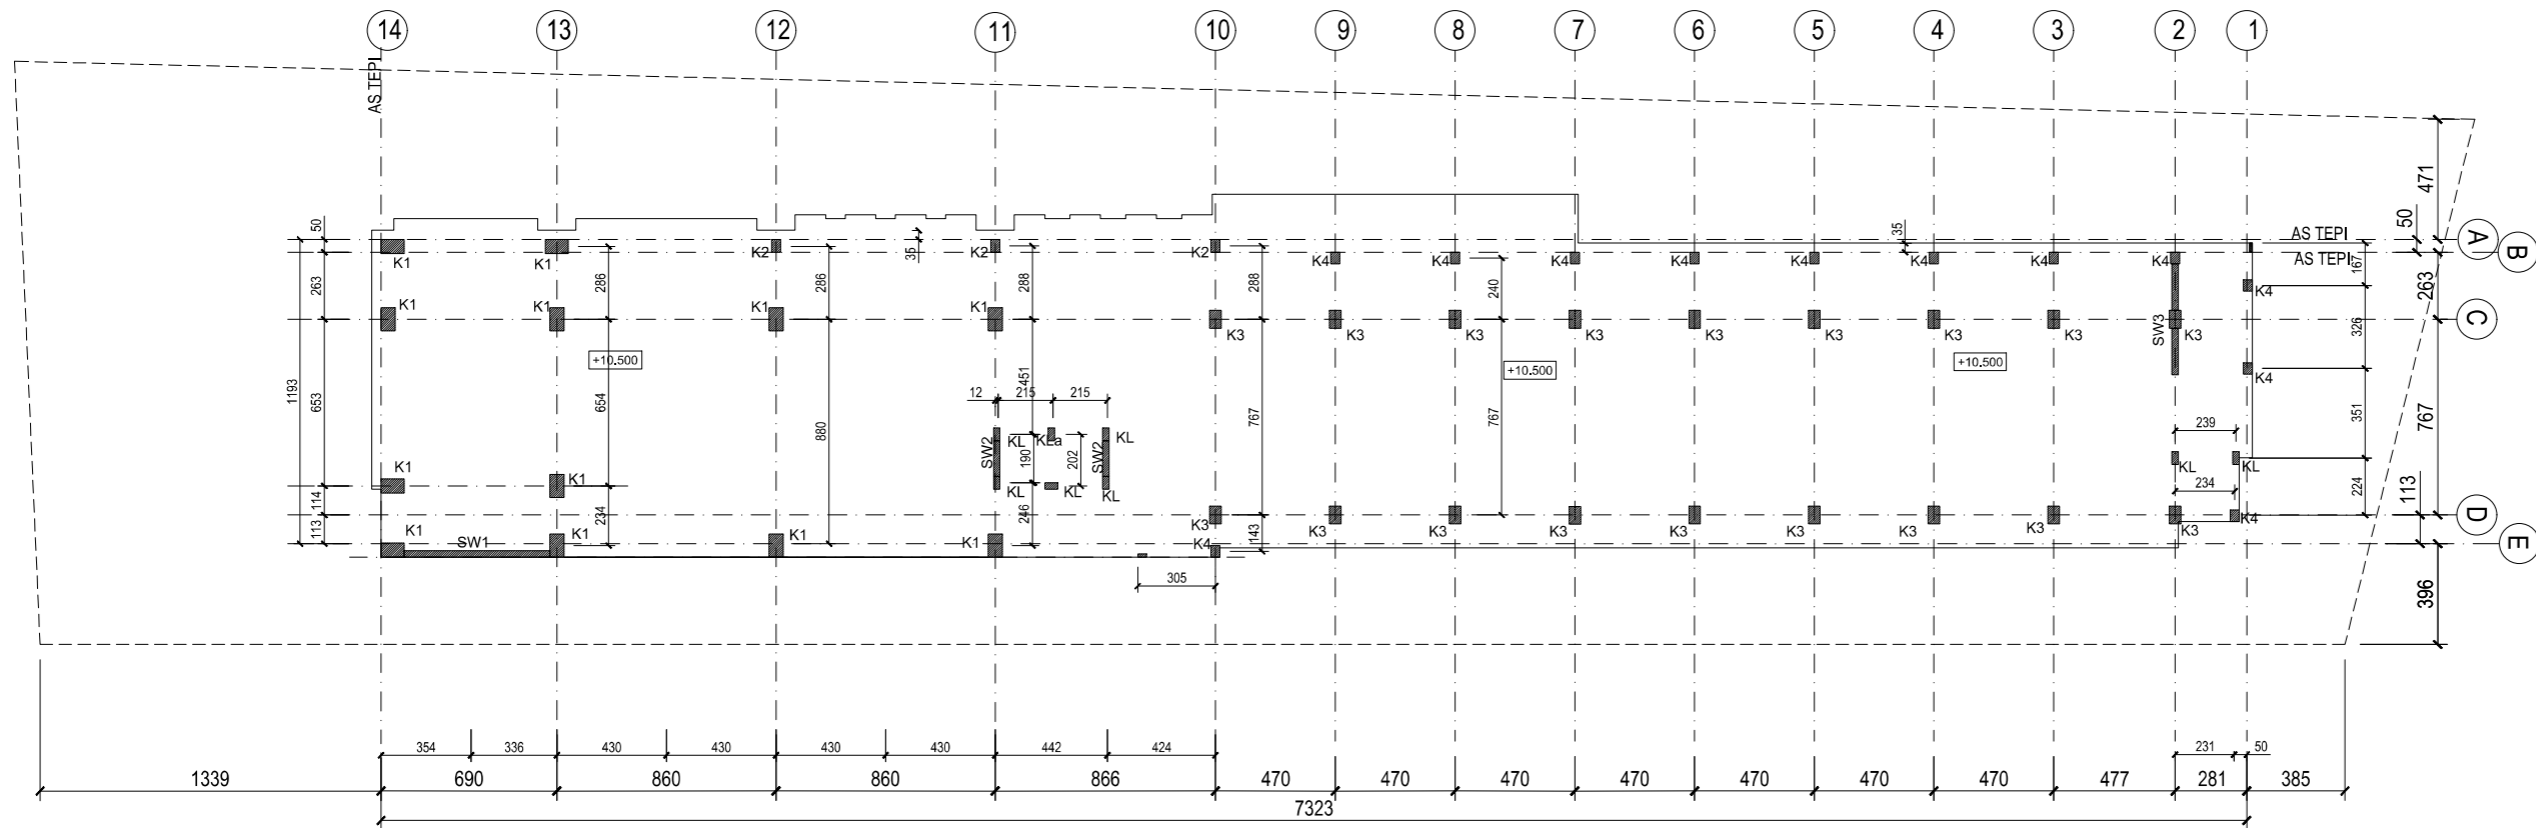 14 13 12 11 10 9 8 7 6 5 4 3 2 1
AS TEPI
471
50
35
AS TEPI
A
B
AS TEPI
50
K1 K1 K2 35 K2 K2 K4 K4 K4 K4 K4 K4 K4 K4
167
263
286 286 288 240
263
K1 K1 K1 K1
K4
C
K3 K3 K3 K3 K3 K3 K3 K3 K3
SW3
326
+10.500 +10.500 +10.500
K4
1193
653
654
880
451
12 215 215
767
767
351
767
239
KL KLa KL
SW2
190
202
SW2
KL KL
K1 K1
KL KL KL
234
224
113
114
113
234
246
143
K3 K3 K3 K3 K3 K3 K3 K3 K3
K4
D
K1 SW1 K1 K1 K1 K4
E
305
396
354 336 430 430 430 430 442 424 231 50
1339 690 860 860 866 470 470 470 470 470 470 470 477 281 385
7323